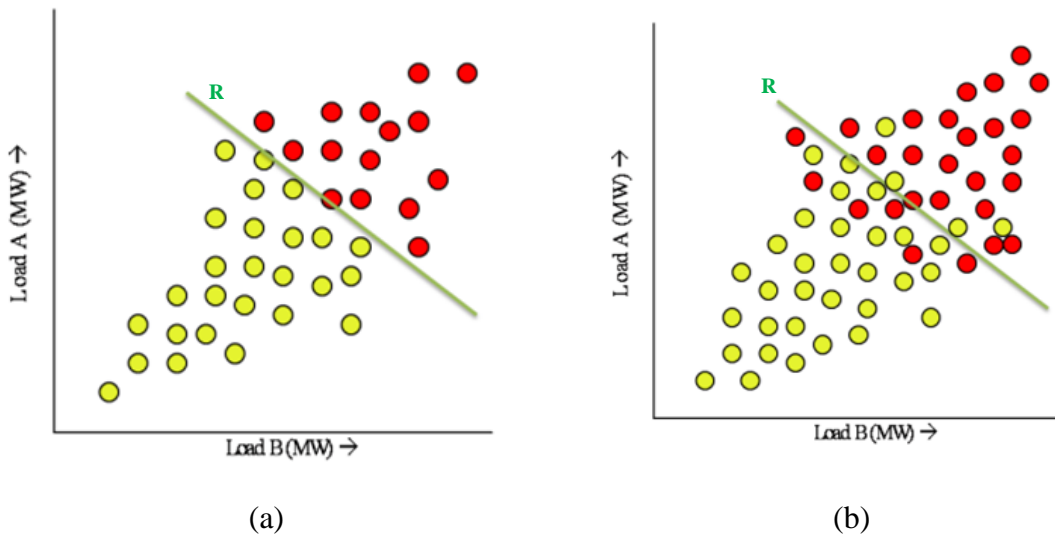 R
Load A (MW) →
Load B (MW) →
(a)
R
Load A (MW) →
Load B (MW) →
(b)